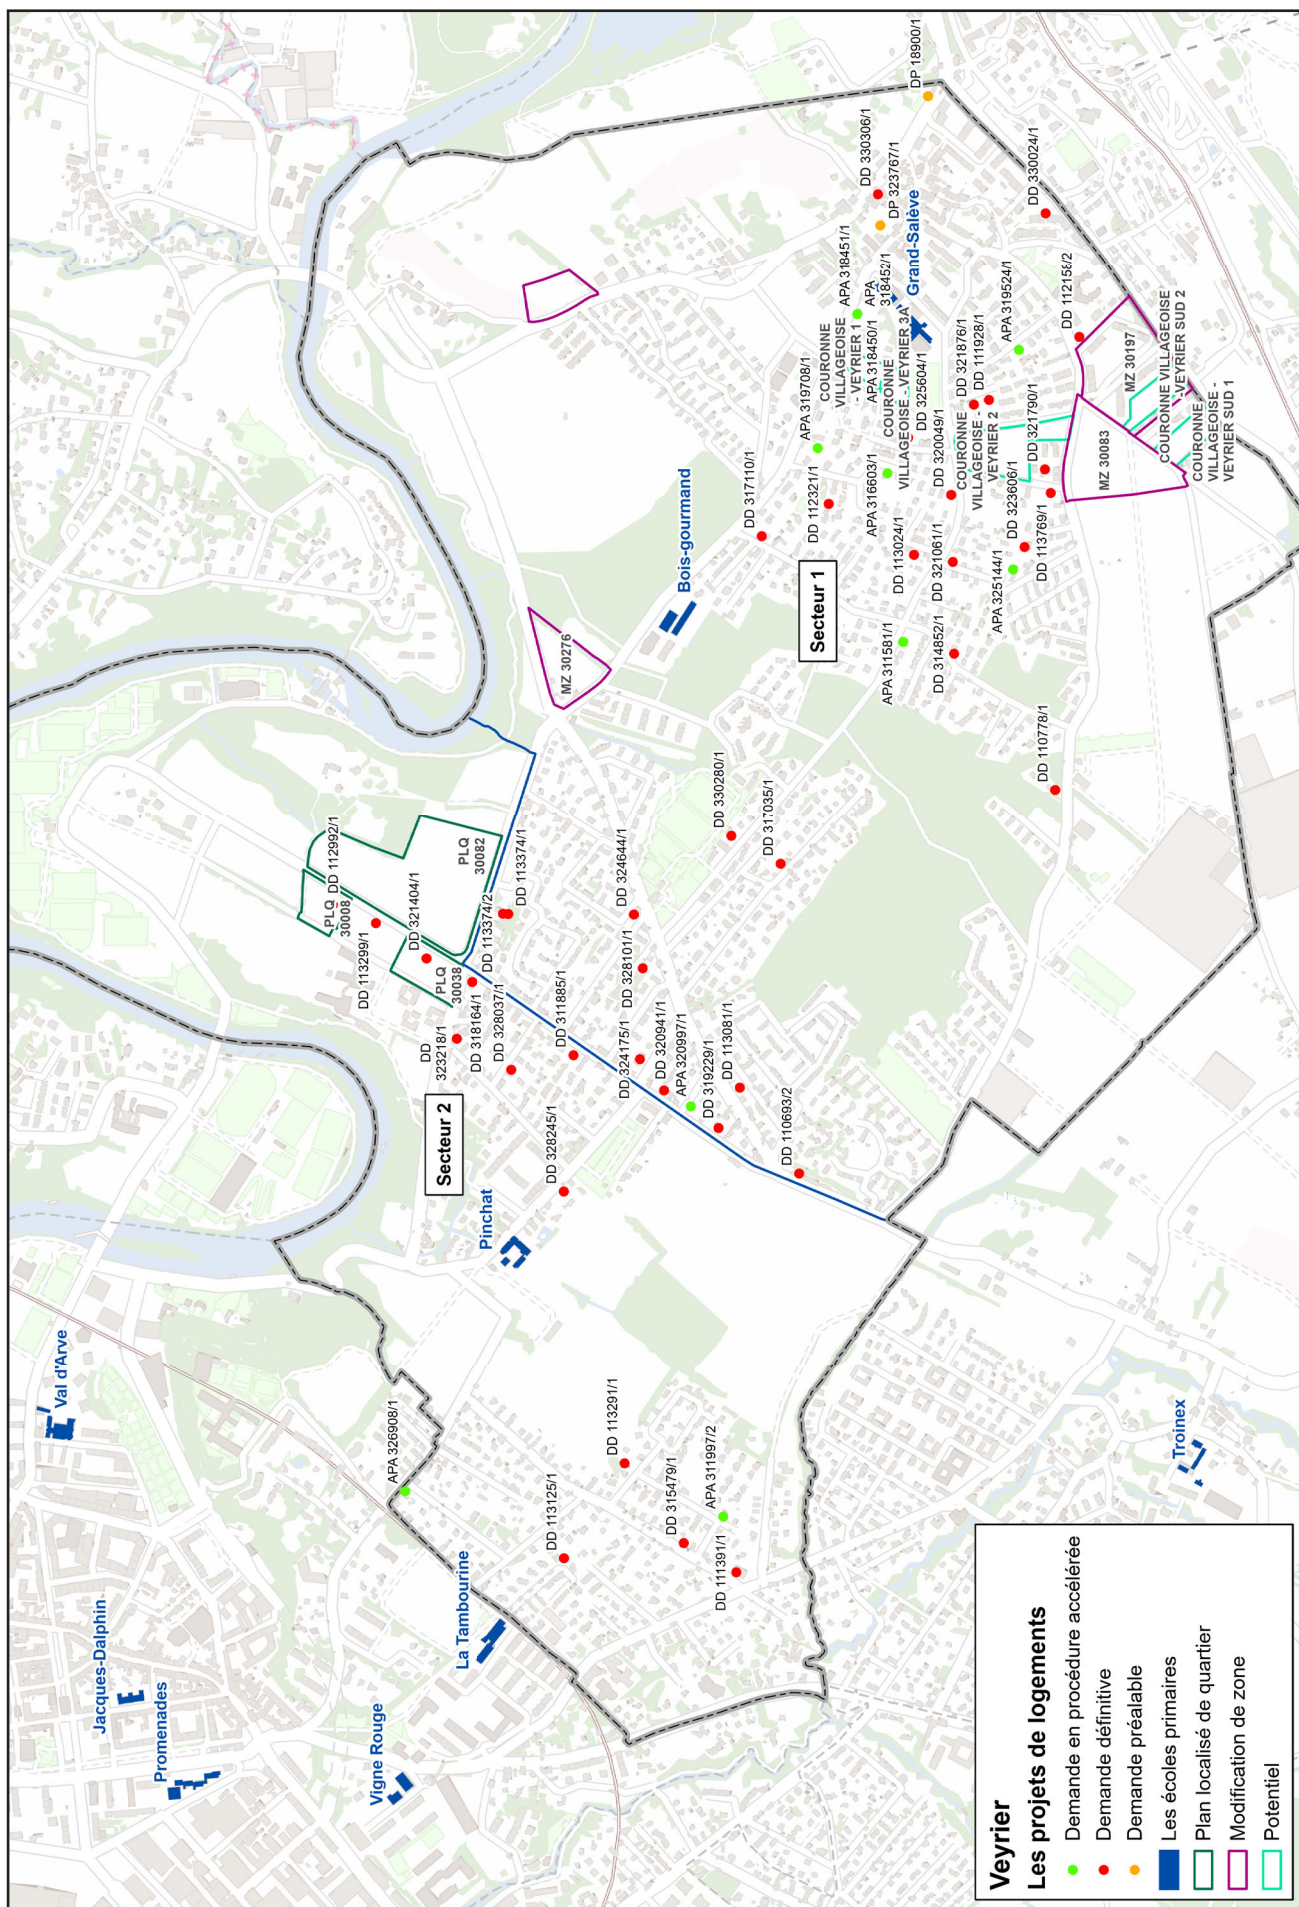 Veyrier
Les projets de logements
Demande en procédure accélérée
Demande définitive
Demande préalable
Les écoles primaires
Plan localisé de quartier
Modification de zone
Potentiel
Jacques-Dalphin
Promenades
Vigne Rouge
La Tambourine
Val d'Arve
Troinex
APA 326908/1
DD 113125/1
DD 113291/1
DD 315479/1
APA 311997/2
DD 111391/1
Pinchat
Secteur 2
DD 328245/1
DD
323218/1
DD 318164/1
DD 328037/1
DD 311885/1
DD 113299/1
PLQ
30008
DD 112992/1
DD 321404/1
PLQ
30038
PLQ
30082
DD 113374/2
DD 113374/1
DD 324644/1
DD 328101/1
DD 324175/1
DD 320941/1
APA 320997/1
DD 319229/1
DD 113081/1
DD 110693/2
DD 330280/1
DD 317035/1
DD 110778/1
MZ 30276
Bois-gourmand
Secteur 1
DD 317110/1
DD 112321/1
APA 319708/1
APA 316603/1
DD 113024/1
DD 321061/1
APA 311581/1
DD 314852/1
APA 325144/1
DD 323606/1
DD 113769/1
DD 321790/1
DD 320049/1
COURONNE
VILLAGEOISE
- VEYRIER 1
APA 318450/1
COURONNE
VILLAGEOISE - VEYRIER 3A
DD 325604/1
COURONNE
VILLAGEOISE -
VEYRIER 2
DD 321876/1
DD 111928/1
APA 318451/1
APA
318452/1
Grand-Salève
DD 330306/1
DP 323767/1
DP 18900/1
DD 330024/1
APA 319524/1
DD 112158/2
MZ 30197
MZ 30083
COURONNE VILLAGEOISE
- VEYRIER SUD 2
COURONNE
VILLAGEOISE -
VEYRIER SUD 1